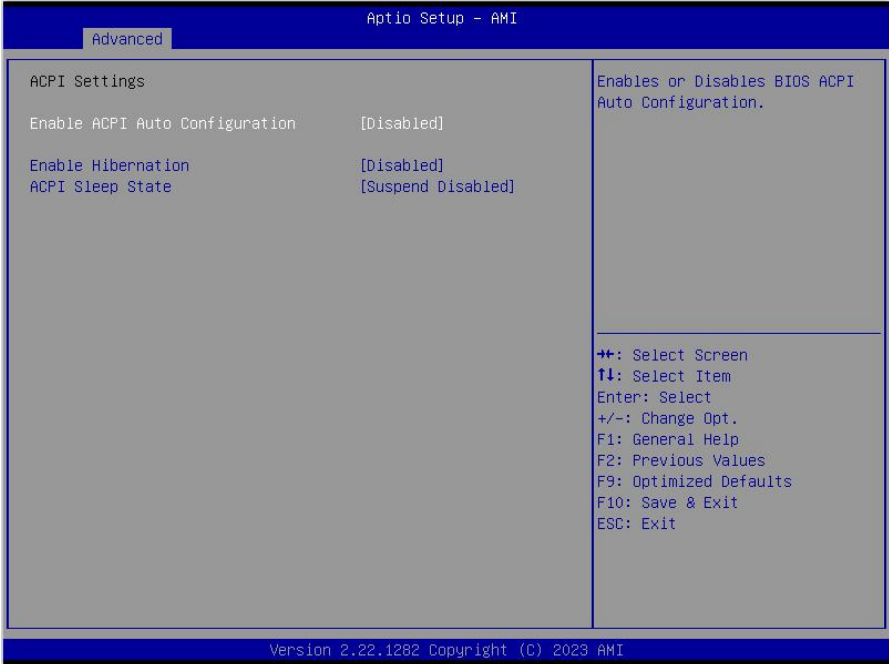 Aptio Setup – AMI
Advanced
ACPI Settings
Enable ACPI Auto Configuration [Disabled]
Enable Hibernation [Disabled]
ACPI Sleep State [Suspend Disabled]
Enables or Disables BIOS ACPI
Auto Configuration.
→←: Select Screen
↑↓: Select Item
Enter: Select
+/-: Change Opt.
F1: General Help
F2: Previous Values
F9: Optimized Defaults
F10: Save & Exit
ESC: Exit
Version 2.22.1282 Copyright (C) 2023 AMI